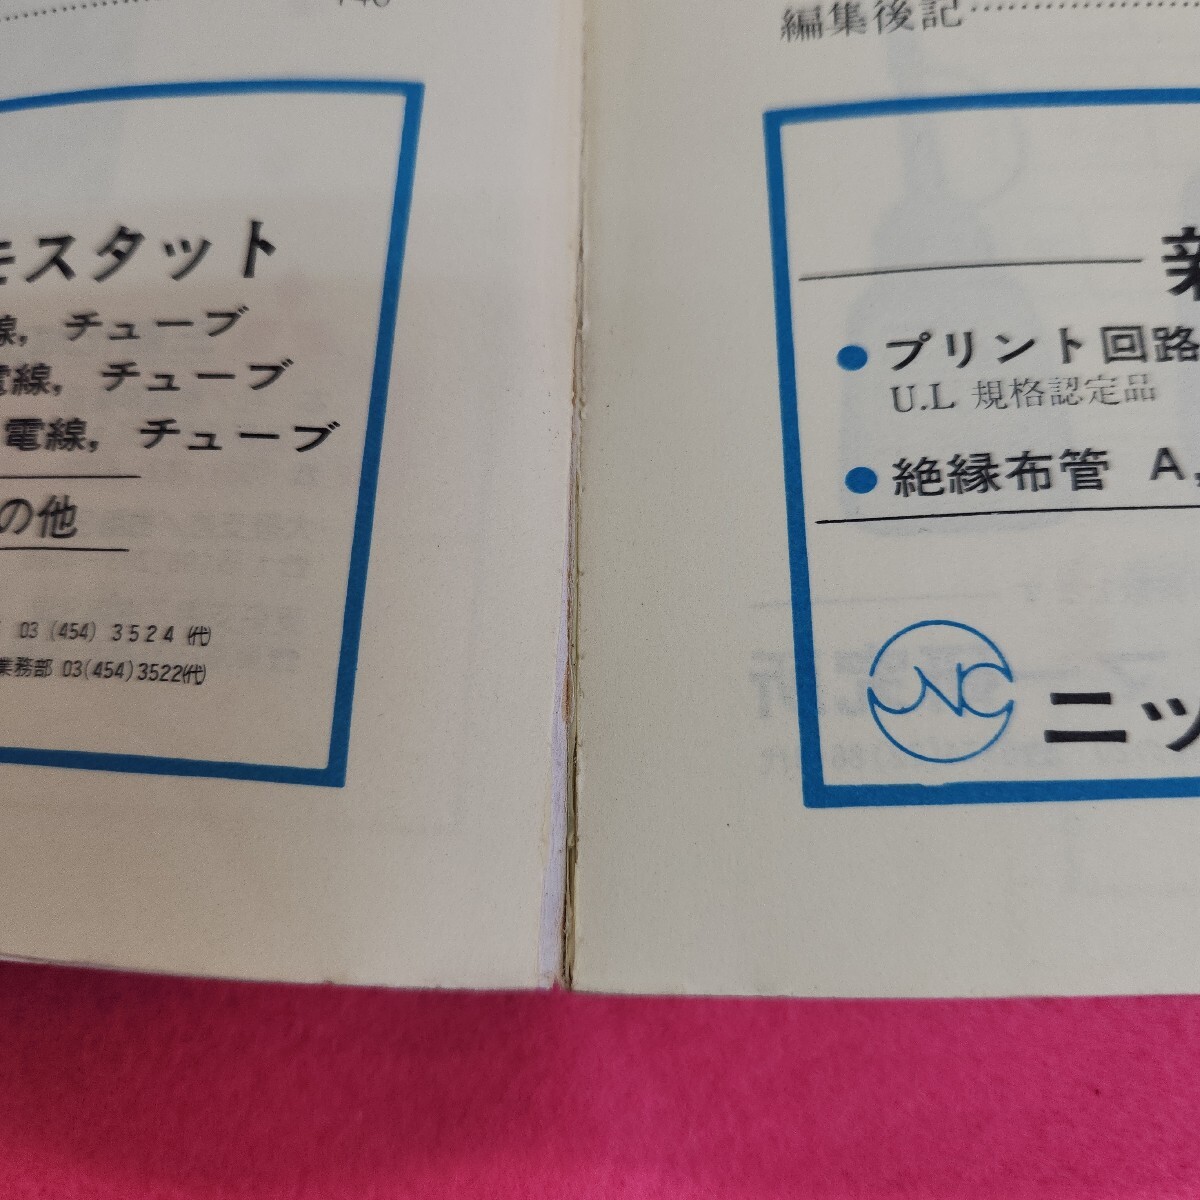 編集後記
モスタット
線，チューブ
電線，チューブ
電線，チューブ
の他
03 (454) 3524 (代)
業務部 03(454)3522(代)
プリント回路
U.L 規格認定品
絶縁布管 A,
NC
ニッ